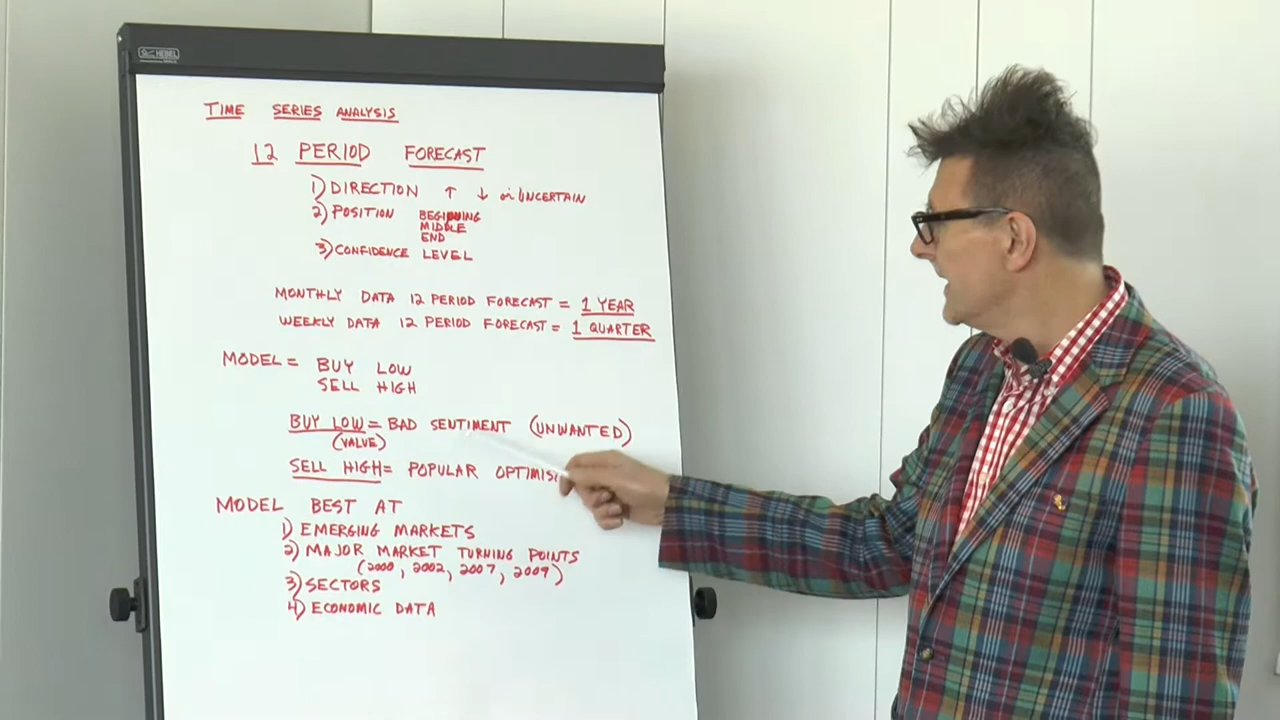 HEBEL
TIME SERIES ANALYSIS
12 PERIOD FORECAST
1) DIRECTION ↑ ↓ or UNCERTAIN
2) POSITION BEGINNING
MIDDLE
END
3) CONFIDENCE LEVEL
MONTHLY DATA 12 PERIOD FORECAST = 1 YEAR
WEEKLY DATA 12 PERIOD FORECAST = 1 QUARTER
MODEL = BUY LOW
SELL HIGH
BUY LOW = BAD SENTIMENT (UNWANTED)
(VALUE)
SELL HIGH = POPULAR
MODEL BEST AT
1) EMERGING MARKETS
2) MAJOR MARKET TURNING POINTS
(2000, 2002, 2007, 2009)
3) SECTORS
4) ECONOMIC DATA